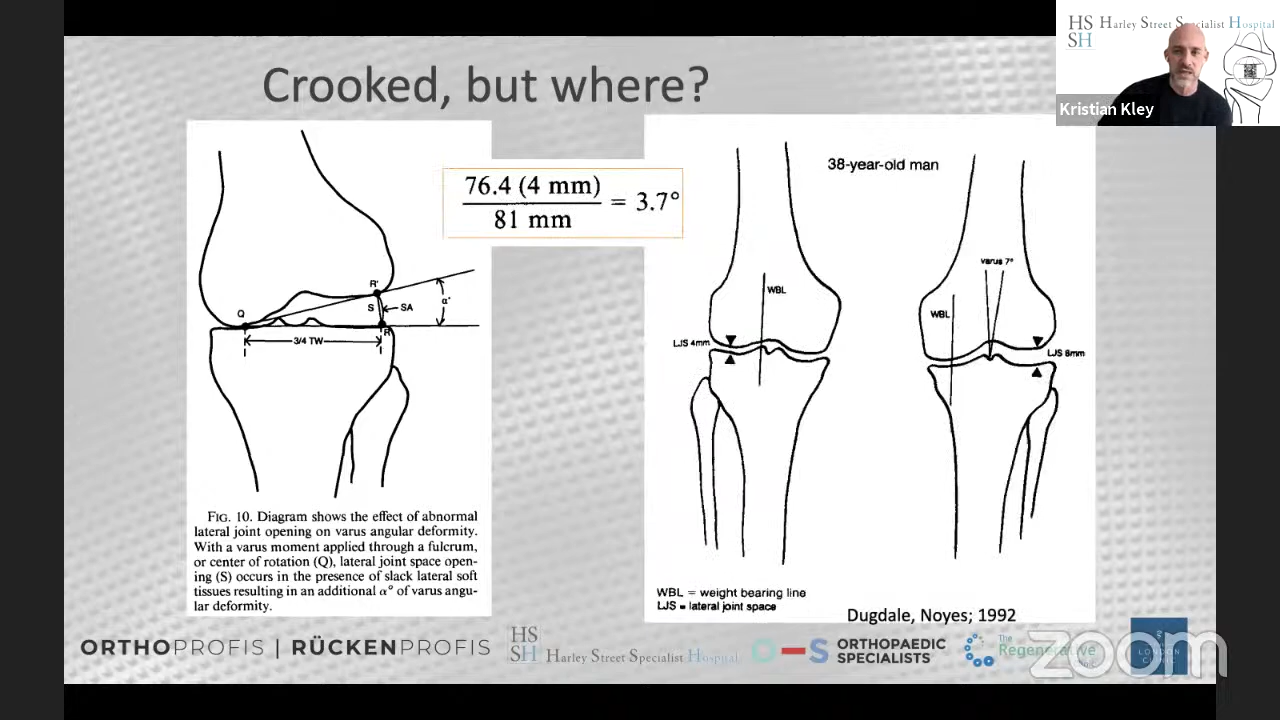 HS Harley Street Specialist Hospital
SH
Kristian Kley
Crooked, but where?
76.4 (4 mm)
81 mm
= 3.7°
R'
Q
S
SA
α°
R
3/4 TW
FIG. 10. Diagram shows the effect of abnormal
lateral joint opening on varus angular deformity.
With a varus moment applied through a fulcrum,
or center of rotation (Q), lateral joint space open-
ing (S) occurs in the presence of slack lateral soft
tissues resulting in an additional α° of varus angu-
lar deformity.
38-year-old man
varus 7°
WBL
WBL
LJS 4mm
LJS 8mm
WBL = weight bearing line
LJS = lateral joint space
Dugdale, Noyes; 1992
ORTHOPROFIS | RÜCKENPROFIS
HS
SH Harley Street Specialist Hospital
O–S ORTHOPAEDIC
SPECIALISTS
The
Regenerative
zoom
LONDON
CLINIC